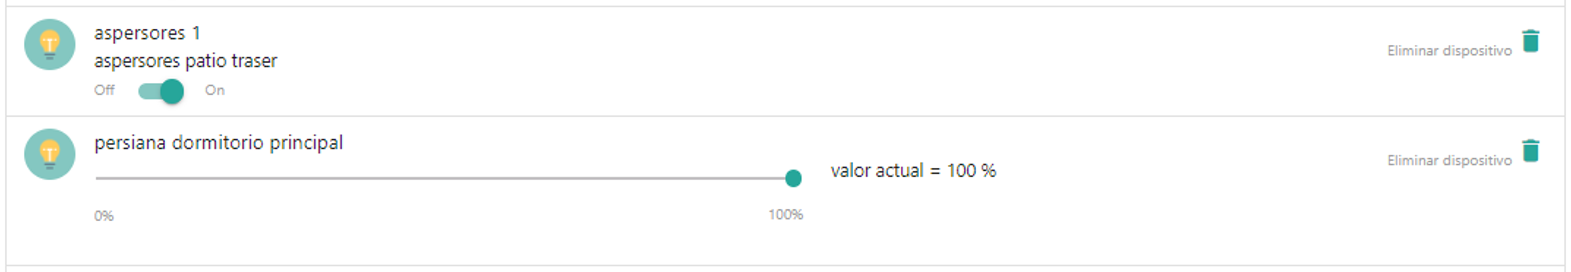 aspersores 1
aspersores patio traser
Off On
Eliminar dispositivo
persiana dormitorio principal
valor actual = 100 %
0% 100%
Eliminar dispositivo